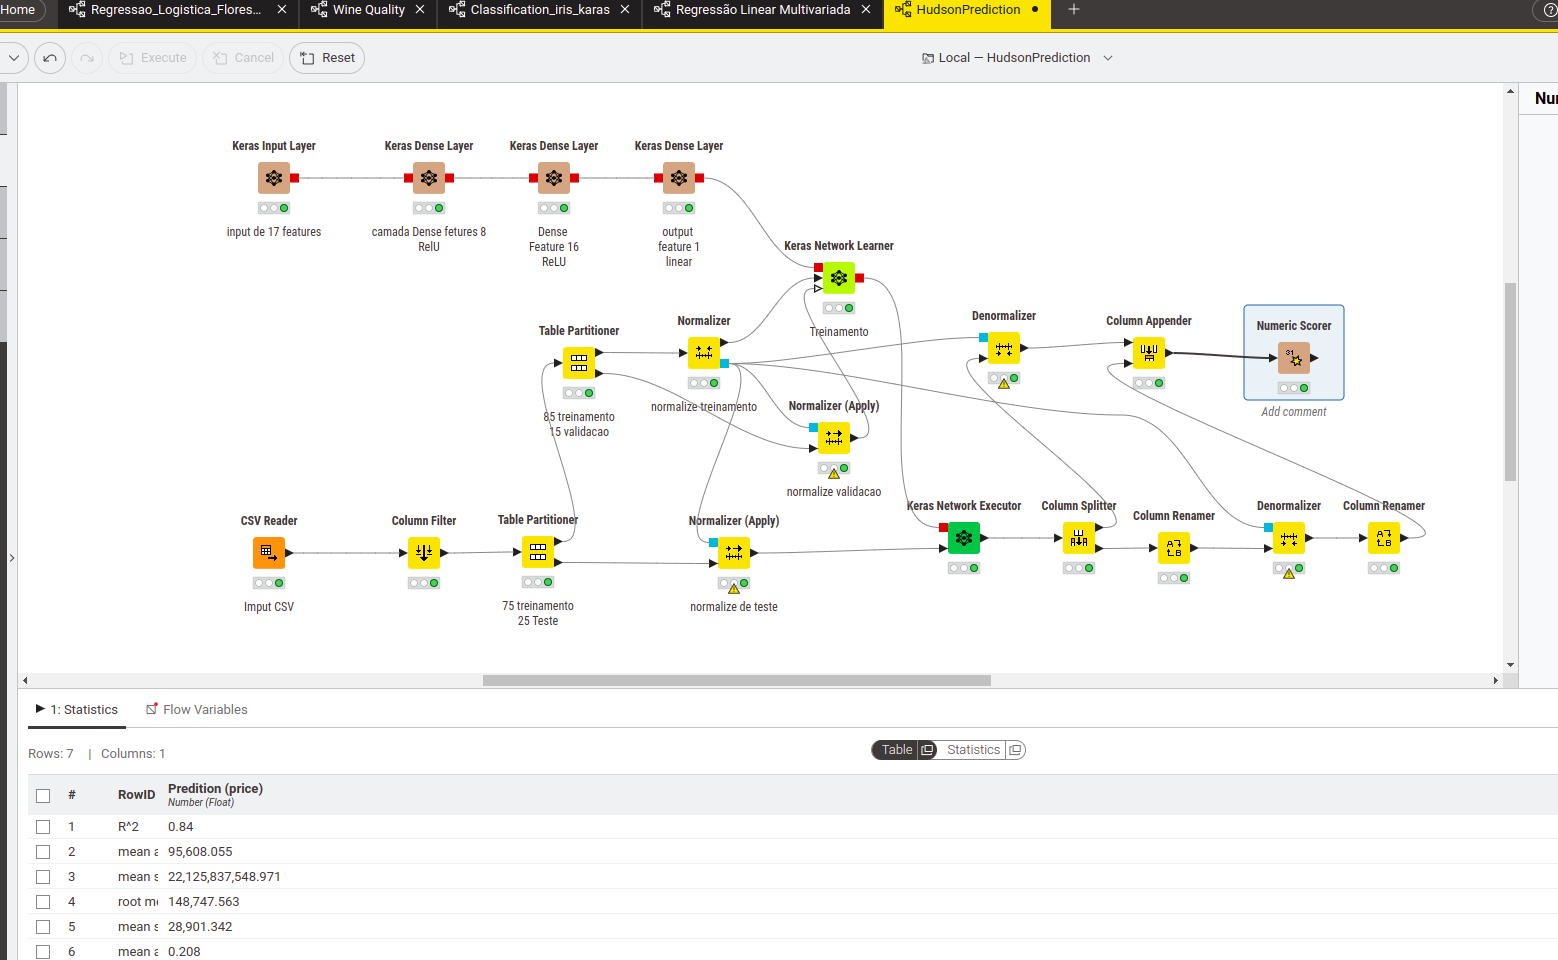 Home
Regressao_Logistica_Flores...
Wine Quality
Classification_iris_karas
Regressão Linear Multivariada
HudsonPrediction
Execute
Cancel
Reset
Local — HudsonPrediction
Keras Input Layer
Keras Dense Layer
Keras Dense Layer
Keras Dense Layer
input de 17 features
camada Dense fetures 8
RelU
Dense
Feature 16
ReLU
output
feature 1
linear
Keras Network Learner
Treinamento
Table Partitioner
85 treinamento
15 validacao
Normalizer
normalize treinamento
Normalizer (Apply)
normalize validacao
Denormalizer
Column Appender
Numeric Scorer
Add comment
CSV Reader
Imput CSV
Column Filter
Table Partitioner
75 treinamento
25 Teste
Normalizer (Apply)
normalize de teste
Keras Network Executor
Column Splitter
Column Renamer
Denormalizer
Column Renamer
1: Statistics
Flow Variables
Rows: 7 | Columns: 1
Table
Statistics
# RowID Predition (price)
Number (Float)
1 R^2 0.84
2 mean 95,608.055
3 mean 22,125,837,548.971
4 root 148,747.563
5 mean 28,901.342
6 mean 0.208